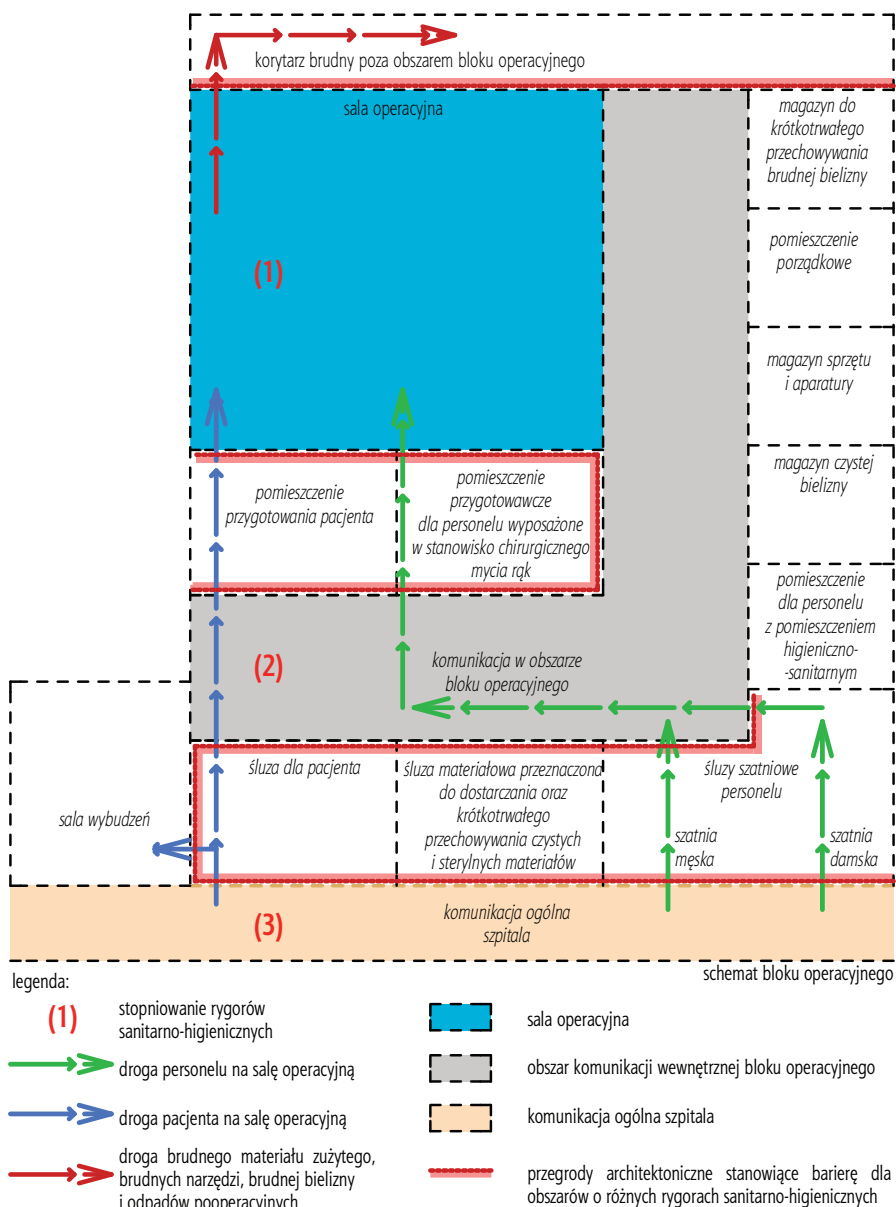 korytarz brudny poza obszarem bloku operacyjnego
sala operacyjna
magazyn do
krótkotrwałego
przechowywania
brudnej bielizny
pomieszczenie
porządkowe
(1)
magazyn sprzętu
i aparatury
magazyn czystej
bielizny
pomieszczenie
przygotowania pacjenta
pomieszczenie
przygotowawcze
dla personelu wyposażone
w stanowisko chirurgicznego
mycia rąk
pomieszczenie
dla personelu
z pomieszczeniem
higieniczno-
-sanitarnym
(2)
komunikacja w obszarze
bloku operacyjnego
śluza dla pacjenta
śluza materiałowa przeznaczona
do dostarczania oraz
krótkotrwałego
przechowywania czystych
i sterylnych materiałów
śluzy szatniowe
personelu
sala wybudzeń
szatnia
męska
szatnia
damska
(3)
komunikacja ogólna
szpitala
schemat bloku operacyjnego
legenda:
(1)
stopniowanie rygorów
sanitarno-higienicznych
droga personelu na salę operacyjną
droga pacjenta na salę operacyjną
droga brudnego materiału zużytego,
brudnych narzędzi, brudnej bielizny
i odpadów pooperacyjnych
sala operacyjna
obszar komunikacji wewnętrznej bloku operacyjnego
komunikacja ogólna szpitala
przegrody architektoniczne stanowiące barierę dla
obszarów o różnych rygorach sanitarno-higienicznych